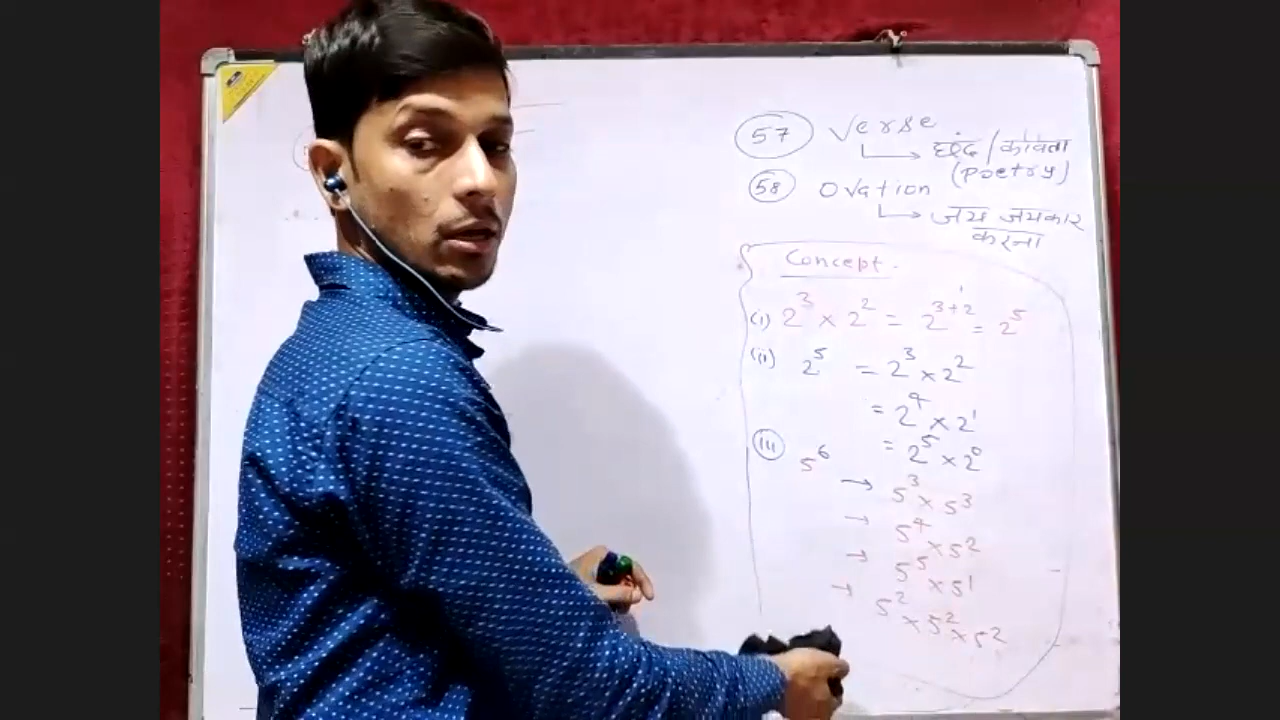 57 Verse
छंद / कविता
(Poetry)
58 Ovation
जय जयकार
करना
Concept.
(i) 2³ × 2² = 2³⁺² = 2⁵
(ii) 2⁵ = 2³ × 2²
= 2⁴ × 2¹
= 2⁵ × 2⁰
(iii) 5⁶
→ 5³ × 5³
→ 5⁴ × 5²
→ 5⁵ × 5¹
→ 5² × 5² × 5²